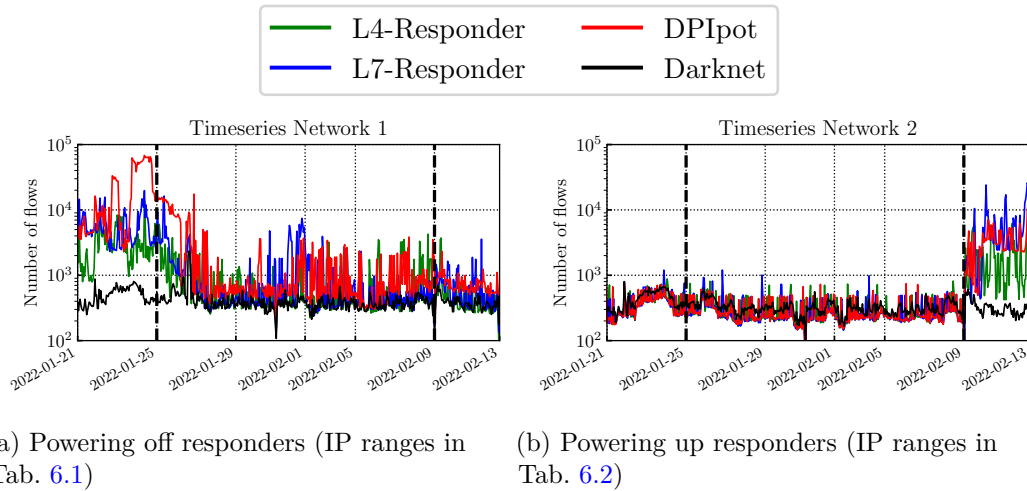 L4-Responder
L7-Responder
DPIpot
Darknet
Timeseries Network 1
Number of flows
10^5
10^4
10^3
10^2
2022-01-21
2022-01-25
2022-01-29
2022-02-01
2022-02-05
2022-02-09
2022-02-13
Timeseries Network 2
Number of flows
10^5
10^4
10^3
10^2
2022-01-21
2022-01-25
2022-01-29
2022-02-01
2022-02-05
2022-02-09
2022-02-13
a) Powering off responders (IP ranges in
Tab. 6.1)
(b) Powering up responders (IP ranges in
Tab. 6.2)